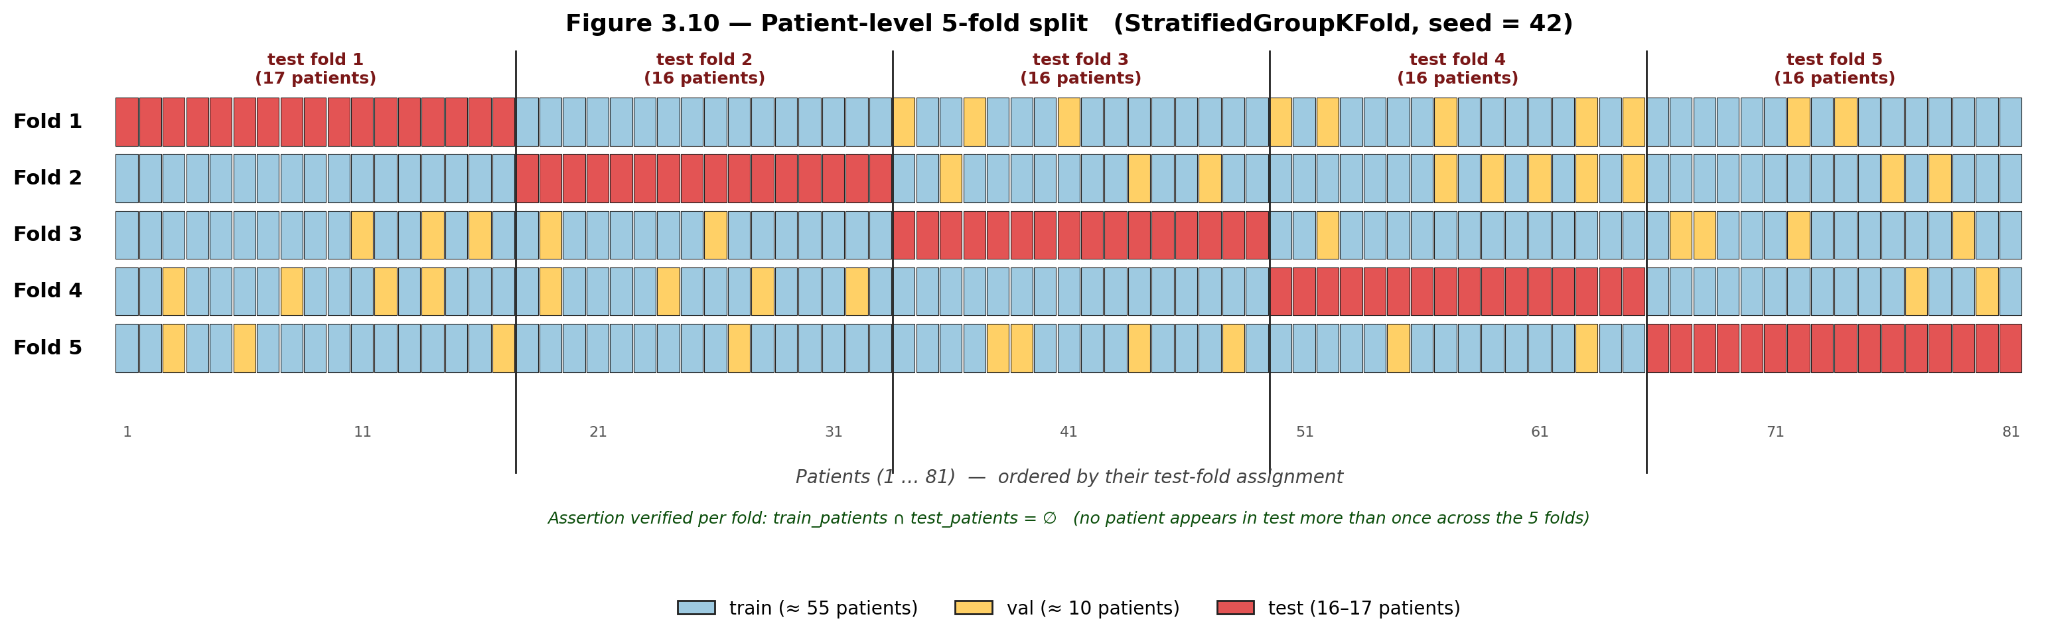 Figure 3.10 — Patient-level 5-fold split (StratifiedGroupKFold, seed = 42)
test fold 1
(17 patients)
test fold 2
(16 patients)
test fold 3
(16 patients)
test fold 4
(16 patients)
test fold 5
(16 patients)
Fold 1
Fold 2
Fold 3
Fold 4
Fold 5
1 11 21 31 41 51 61 71 81
Patients (1 ... 81) — ordered by their test-fold assignment
Assertion verified per fold: train_patients ∩ test_patients = ∅ (no patient appears in test more than once across the 5 folds)
train (≈ 55 patients) val (≈ 10 patients) test (16–17 patients)